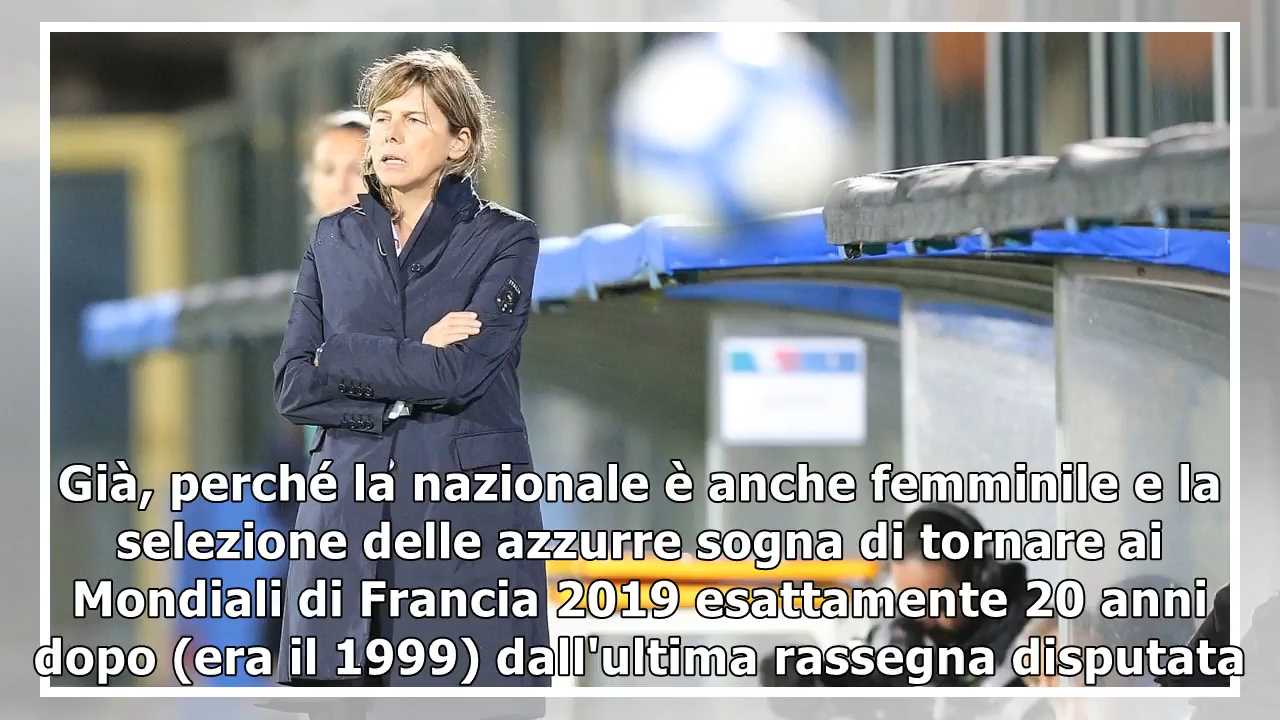 Già, perché la nazionale è anche femminile e la
selezione delle azzurre sogna di tornare ai
Mondiali di Francia 2019 esattamente 20 anni
dopo (era il 1999) dall'ultima rassegna disputata